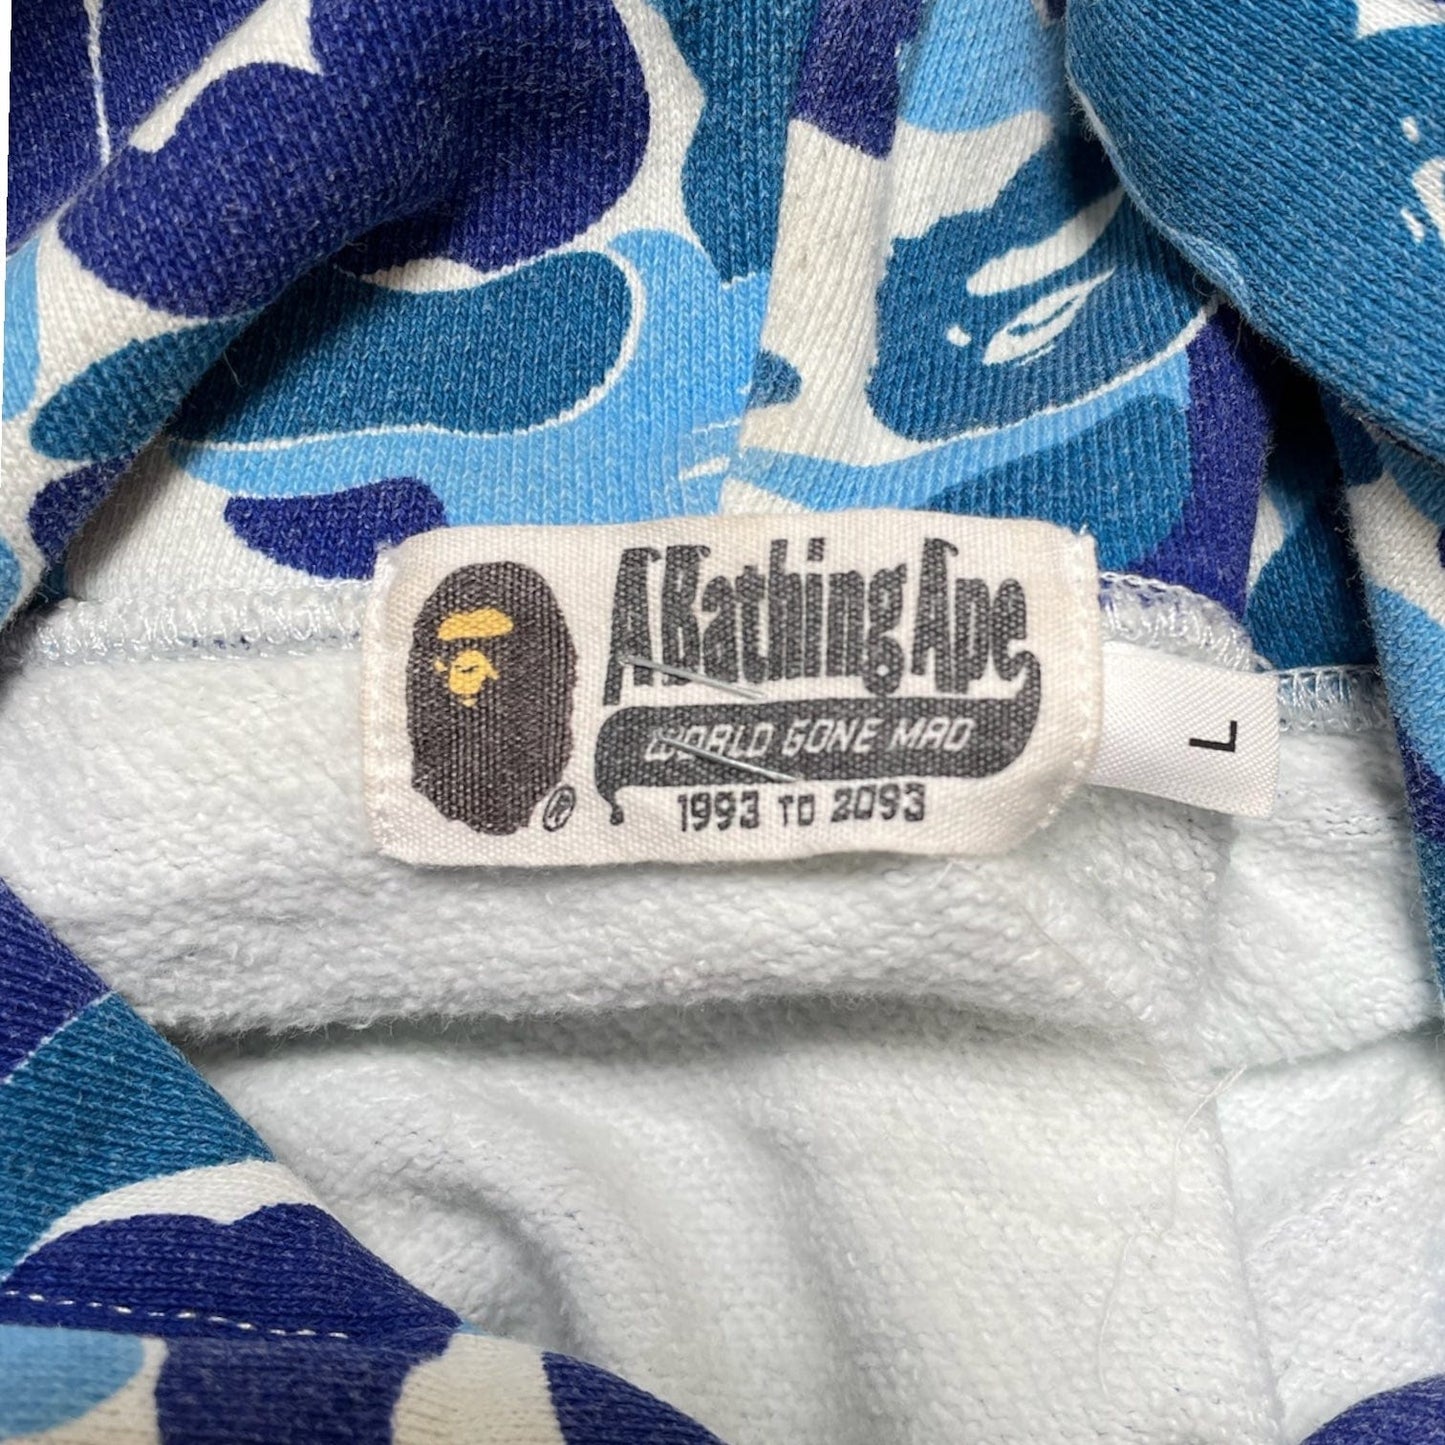 A Bathing Ape
WORLD GONE MAD
1993 TO 2093
®
L